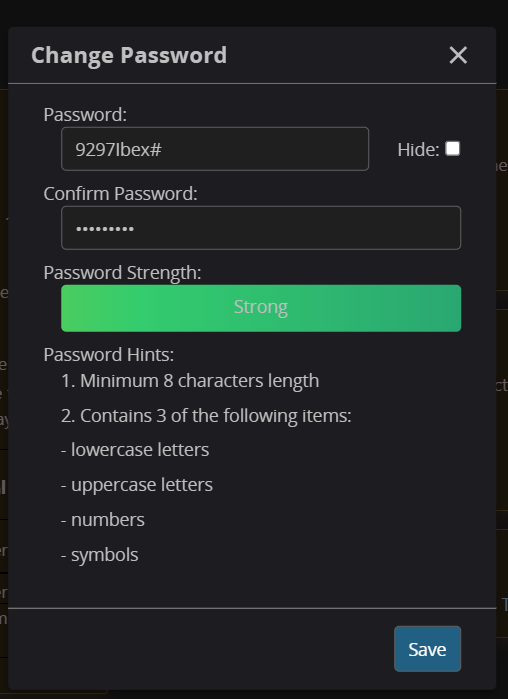 Change Password
Password:
9297Ibex#
Hide:
Confirm Password:
•••••••••
Password Strength:
Strong
Password Hints:
1. Minimum 8 characters length
2. Contains 3 of the following items:
- lowercase letters
- uppercase letters
- numbers
- symbols
Save